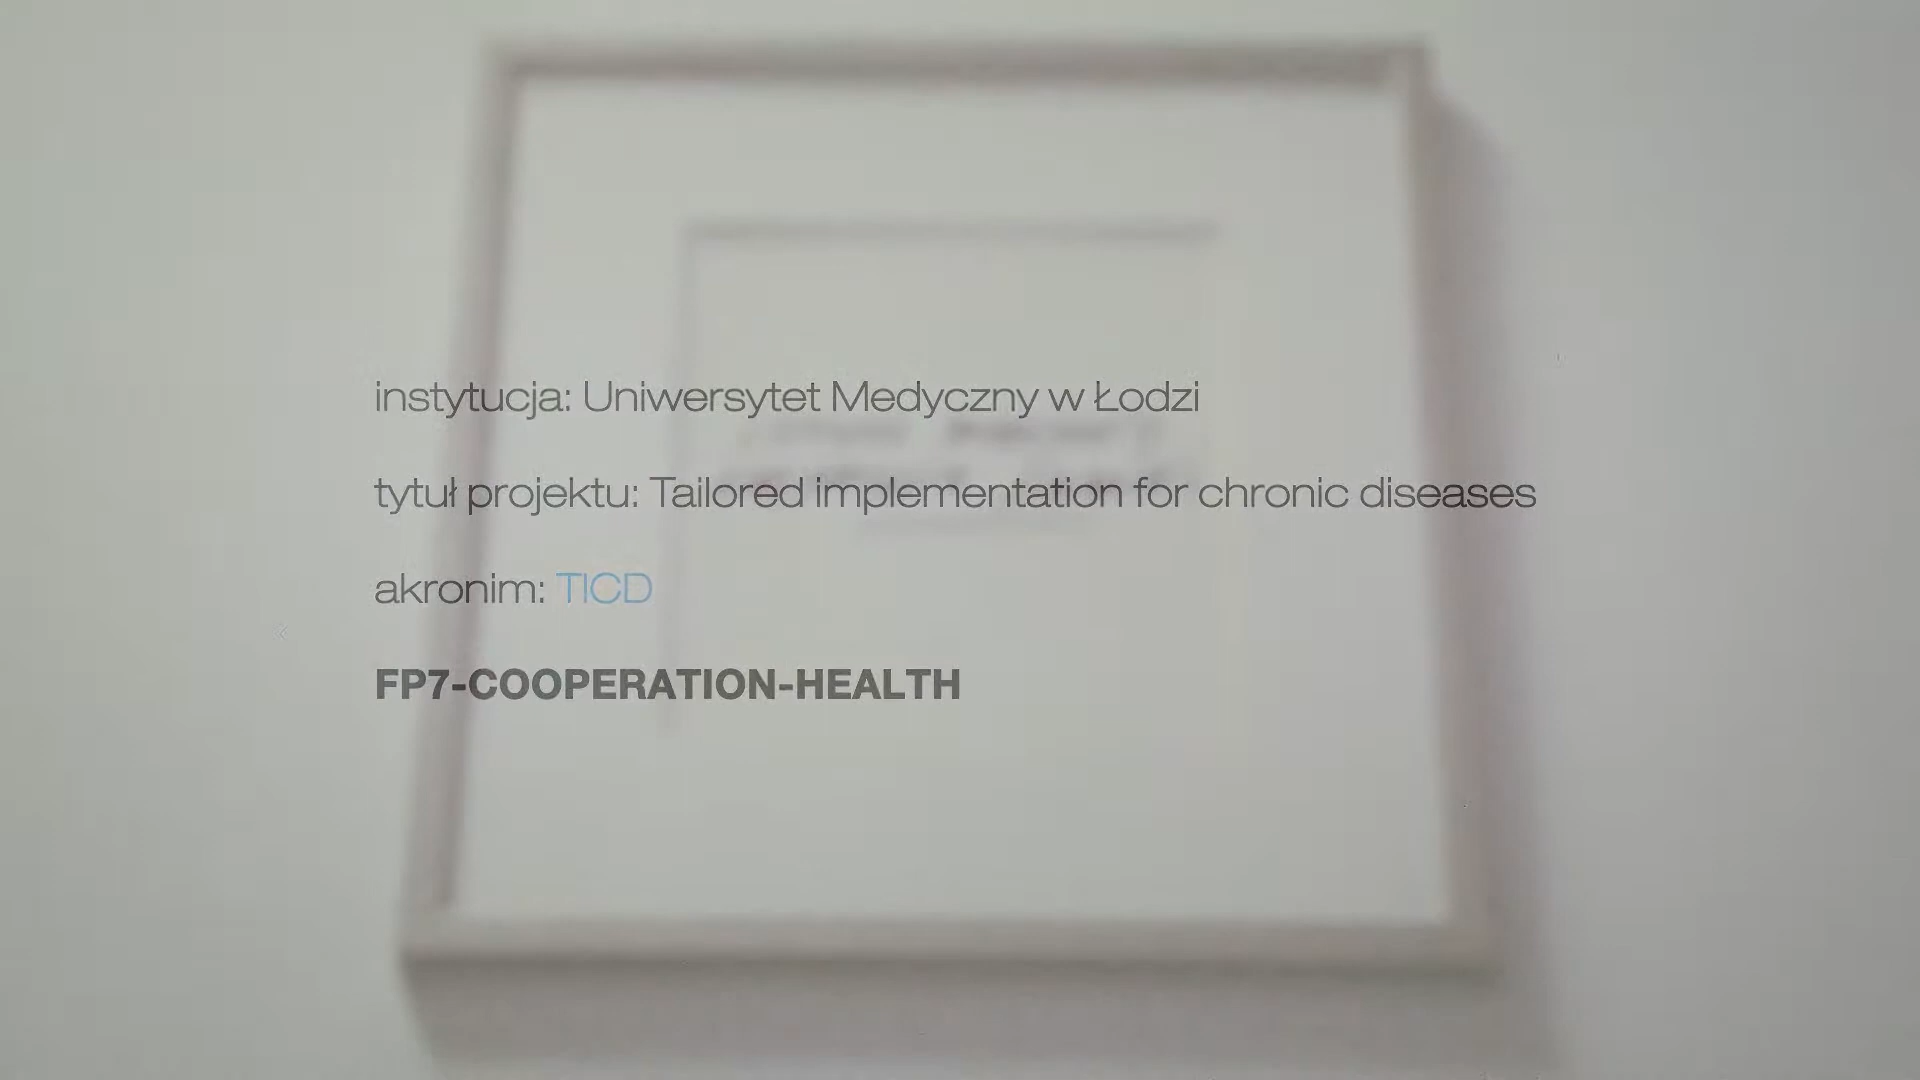 instytucja: Uniwersytet Medyczny w Łodzi
tytuł projektu: Tailored implementation for chronic diseases
akronim: TICD
FP7-COOPERATION-HEALTH